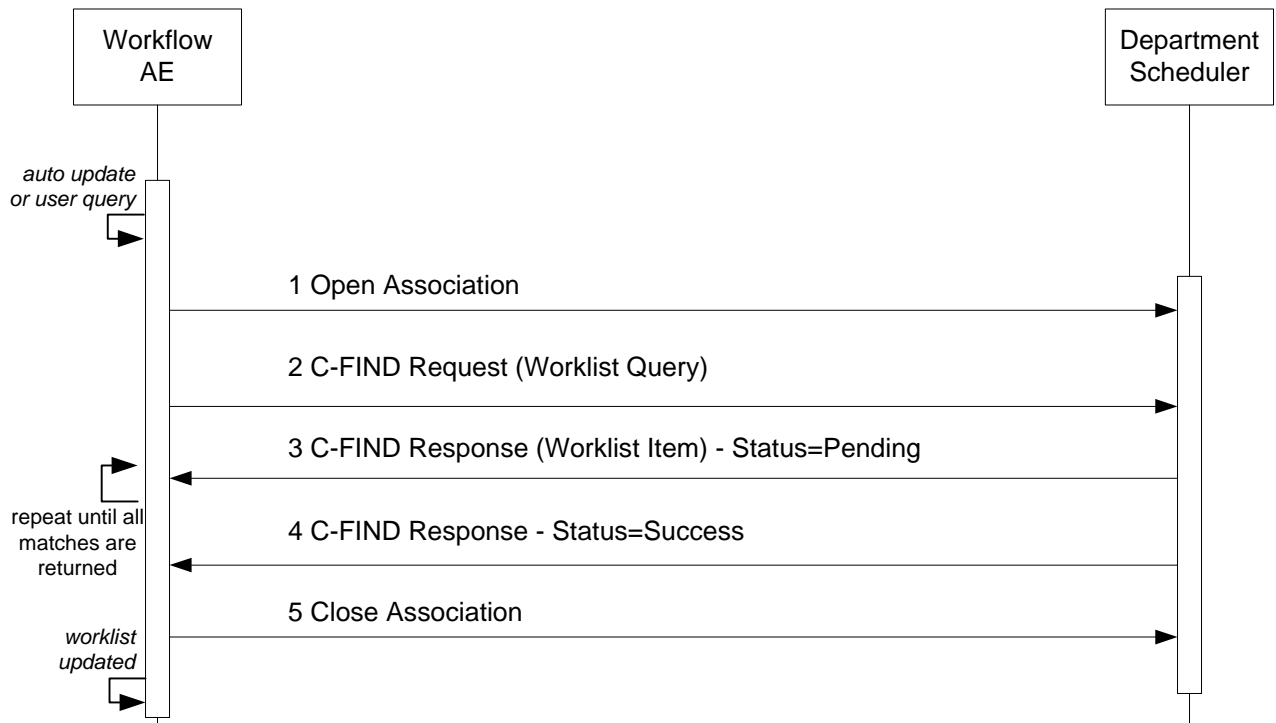 Workflow
AE
Department
Scheduler
auto update
or user query
1 Open Association
2 C-FIND Request (Worklist Query)
3 C-FIND Response (Worklist Item) - Status=Pending
repeat until all
matches are
returned
4 C-FIND Response - Status=Success
5 Close Association
worklist
updated